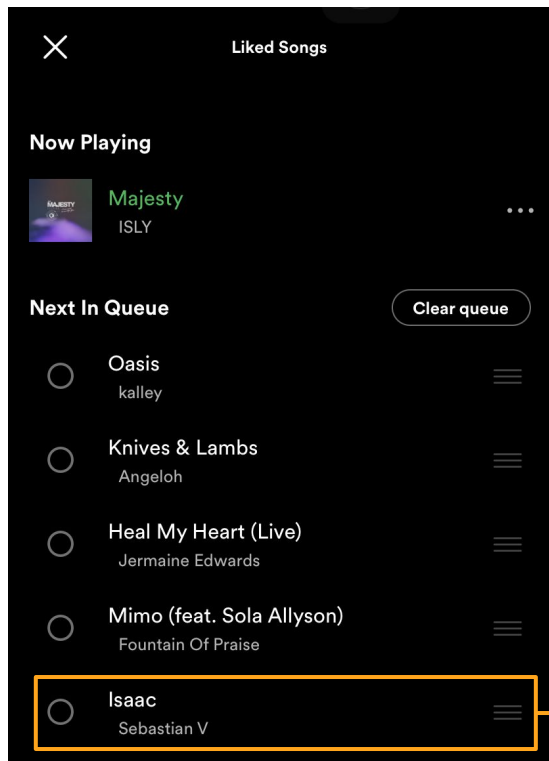 Liked Songs
Now Playing
MAJESTY
Majesty
ISLY
Next In Queue
Clear queue
Oasis
kalley
Knives & Lambs
Angeloh
Heal My Heart (Live)
Jermaine Edwards
Mimo (feat. Sola Allyson)
Fountain Of Praise
Isaac
Sebastian V